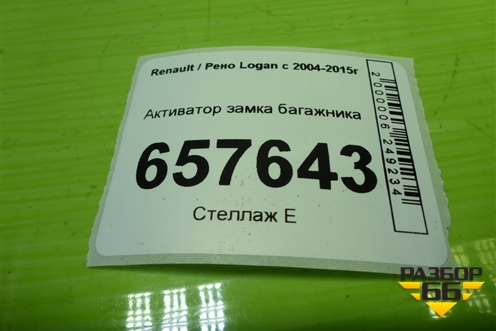 Renault / Рено Logan с 2004-2015г
Активатор замка багажника
657643
Стеллаж Е
2000006249234
РАЗБОР
66